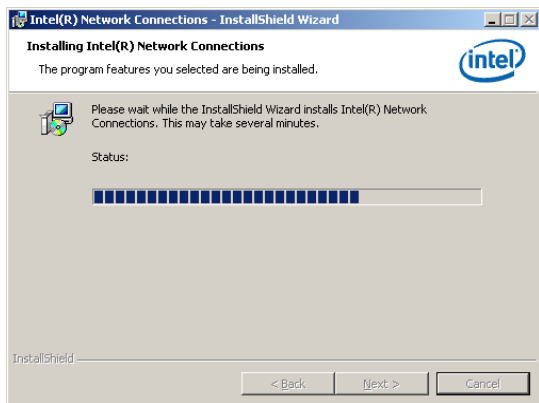 Intel(R) Network Connections - InstallShield Wizard
Installing Intel(R) Network Connections
The program features you selected are being installed.
intel
Please wait while the InstallShield Wizard installs Intel(R) Network
Connections. This may take several minutes.
Status:
InstallShield
< Back
Next >
Cancel